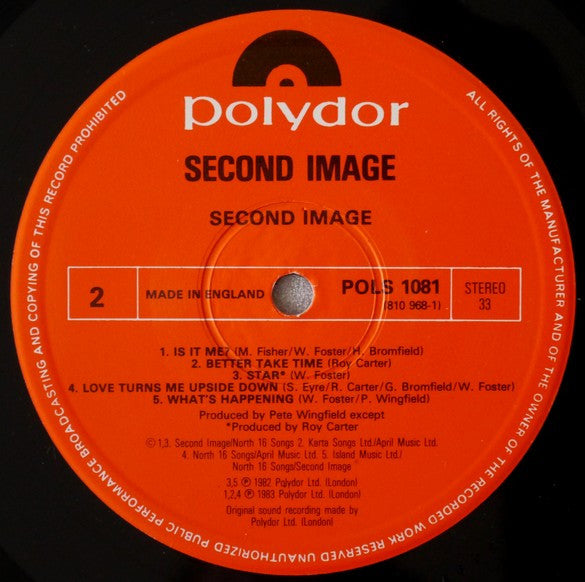 polydor
SECOND IMAGE
SECOND IMAGE
2
MADE IN ENGLAND
POLS 1081
(810 968-1)
STEREO
33
1. IS IT ME? (M. Fisher/W. Foster/H. Bromfield)
2. BETTER TAKE TIME (Roy Carter)
3. STAR* (W. Foster)
4. LOVE TURNS ME UPSIDE DOWN (S. Eyre/R. Carter/G. Bromfield/W. Foster)
5. WHAT'S HAPPENING (W. Foster/P. Wingfield)
Produced by Pete Wingfield except
*Produced by Roy Carter
©1,3. Second Image/North 16 Songs 2. Karta Songs Ltd./April Music Ltd.
4. North 16 Songs/April Music Ltd. 5. Island Music Ltd./
North 16 Songs/Second Image
3,5 ℗ 1982 Polydor Ltd. (London)
1,2,4 ℗ 1983 Polydor Ltd. (London)
Original sound recording made by
Polydor Ltd. (London)
ALL RIGHTS OF THE MANUFACTURER AND OF THE OWNER OF THE RECORDED WORK RESERVED UNAUTHORIZED PUBLIC PERFORMANCE BROADCASTING AND COPYING OF THIS RECORD PROHIBITED